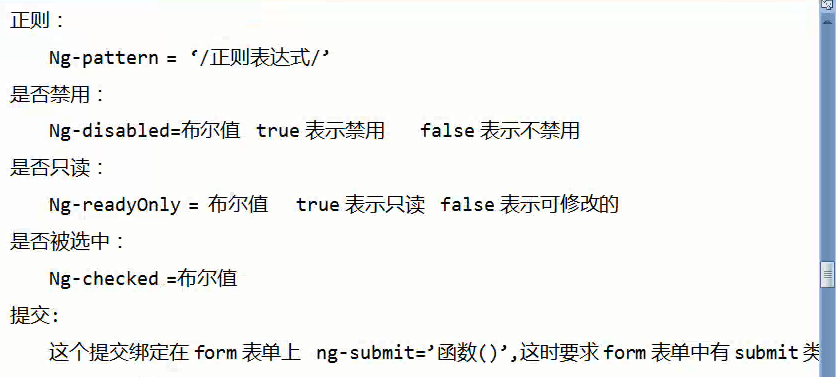 正则：
Ng-pattern = ‘/正则表达式/’
是否禁用：
Ng-disabled=布尔值 true 表示禁用 false 表示不禁用
是否只读：
Ng-readyOnly = 布尔值 true 表示只读 false 表示可修改的
是否被选中：
Ng-checked =布尔值
提交：
这个提交绑定在 form 表单上 ng-submit=’函数()’,这时要求 form 表单中有 submit 类